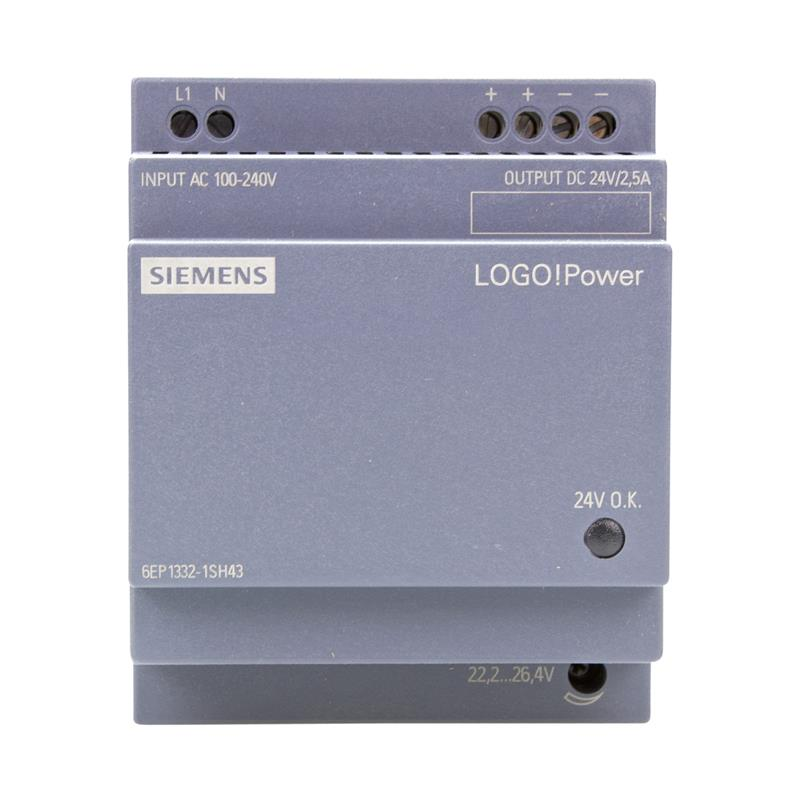 L1 N + + – –
INPUT AC 100-240V OUTPUT DC 24V/2,5A
SIEMENS LOGO!Power
24V O.K.
6EP1332-1SH43
22,2...26,4V